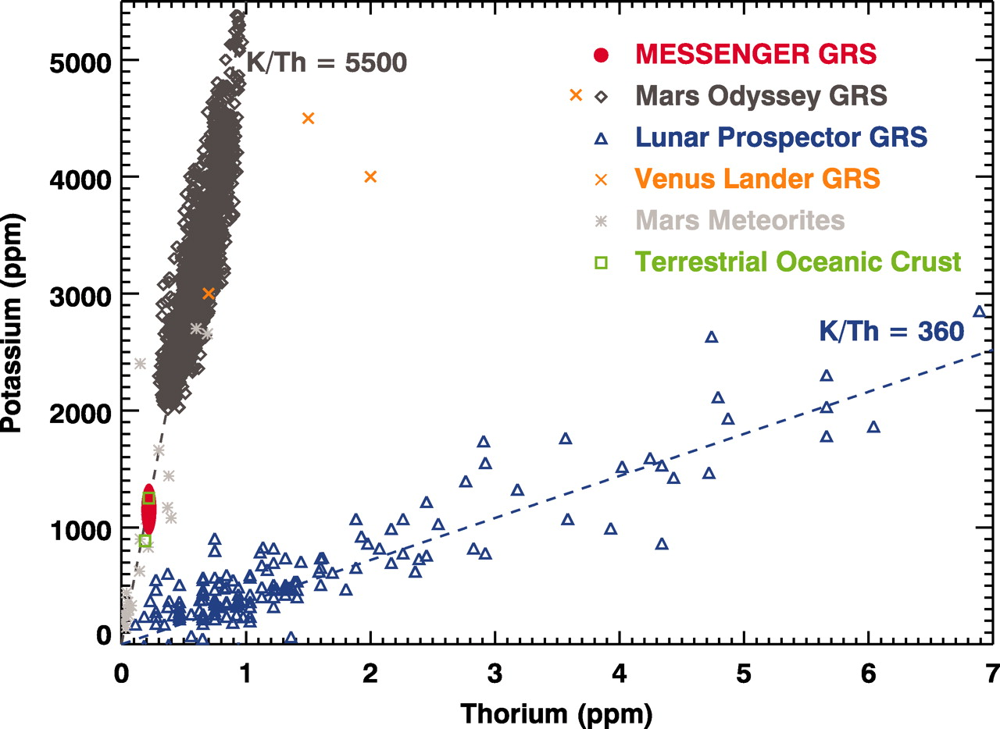 K/Th = 5500
MESSENGER GRS
Mars Odyssey GRS
Lunar Prospector GRS
Venus Lander GRS
Mars Meteorites
Terrestrial Oceanic Crust
K/Th = 360
5000
4000
3000
2000
1000
0
Potassium (ppm)
0 1 2 3 4 5 6 7
Thorium (ppm)